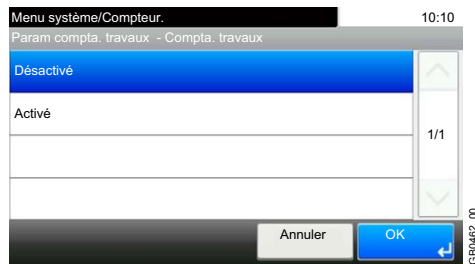 Menu système/Compteur.
10:10
Param compta. travaux - Compta. travaux
Désactivé
Activé
1/1
Annuler
OK
GB0462_00